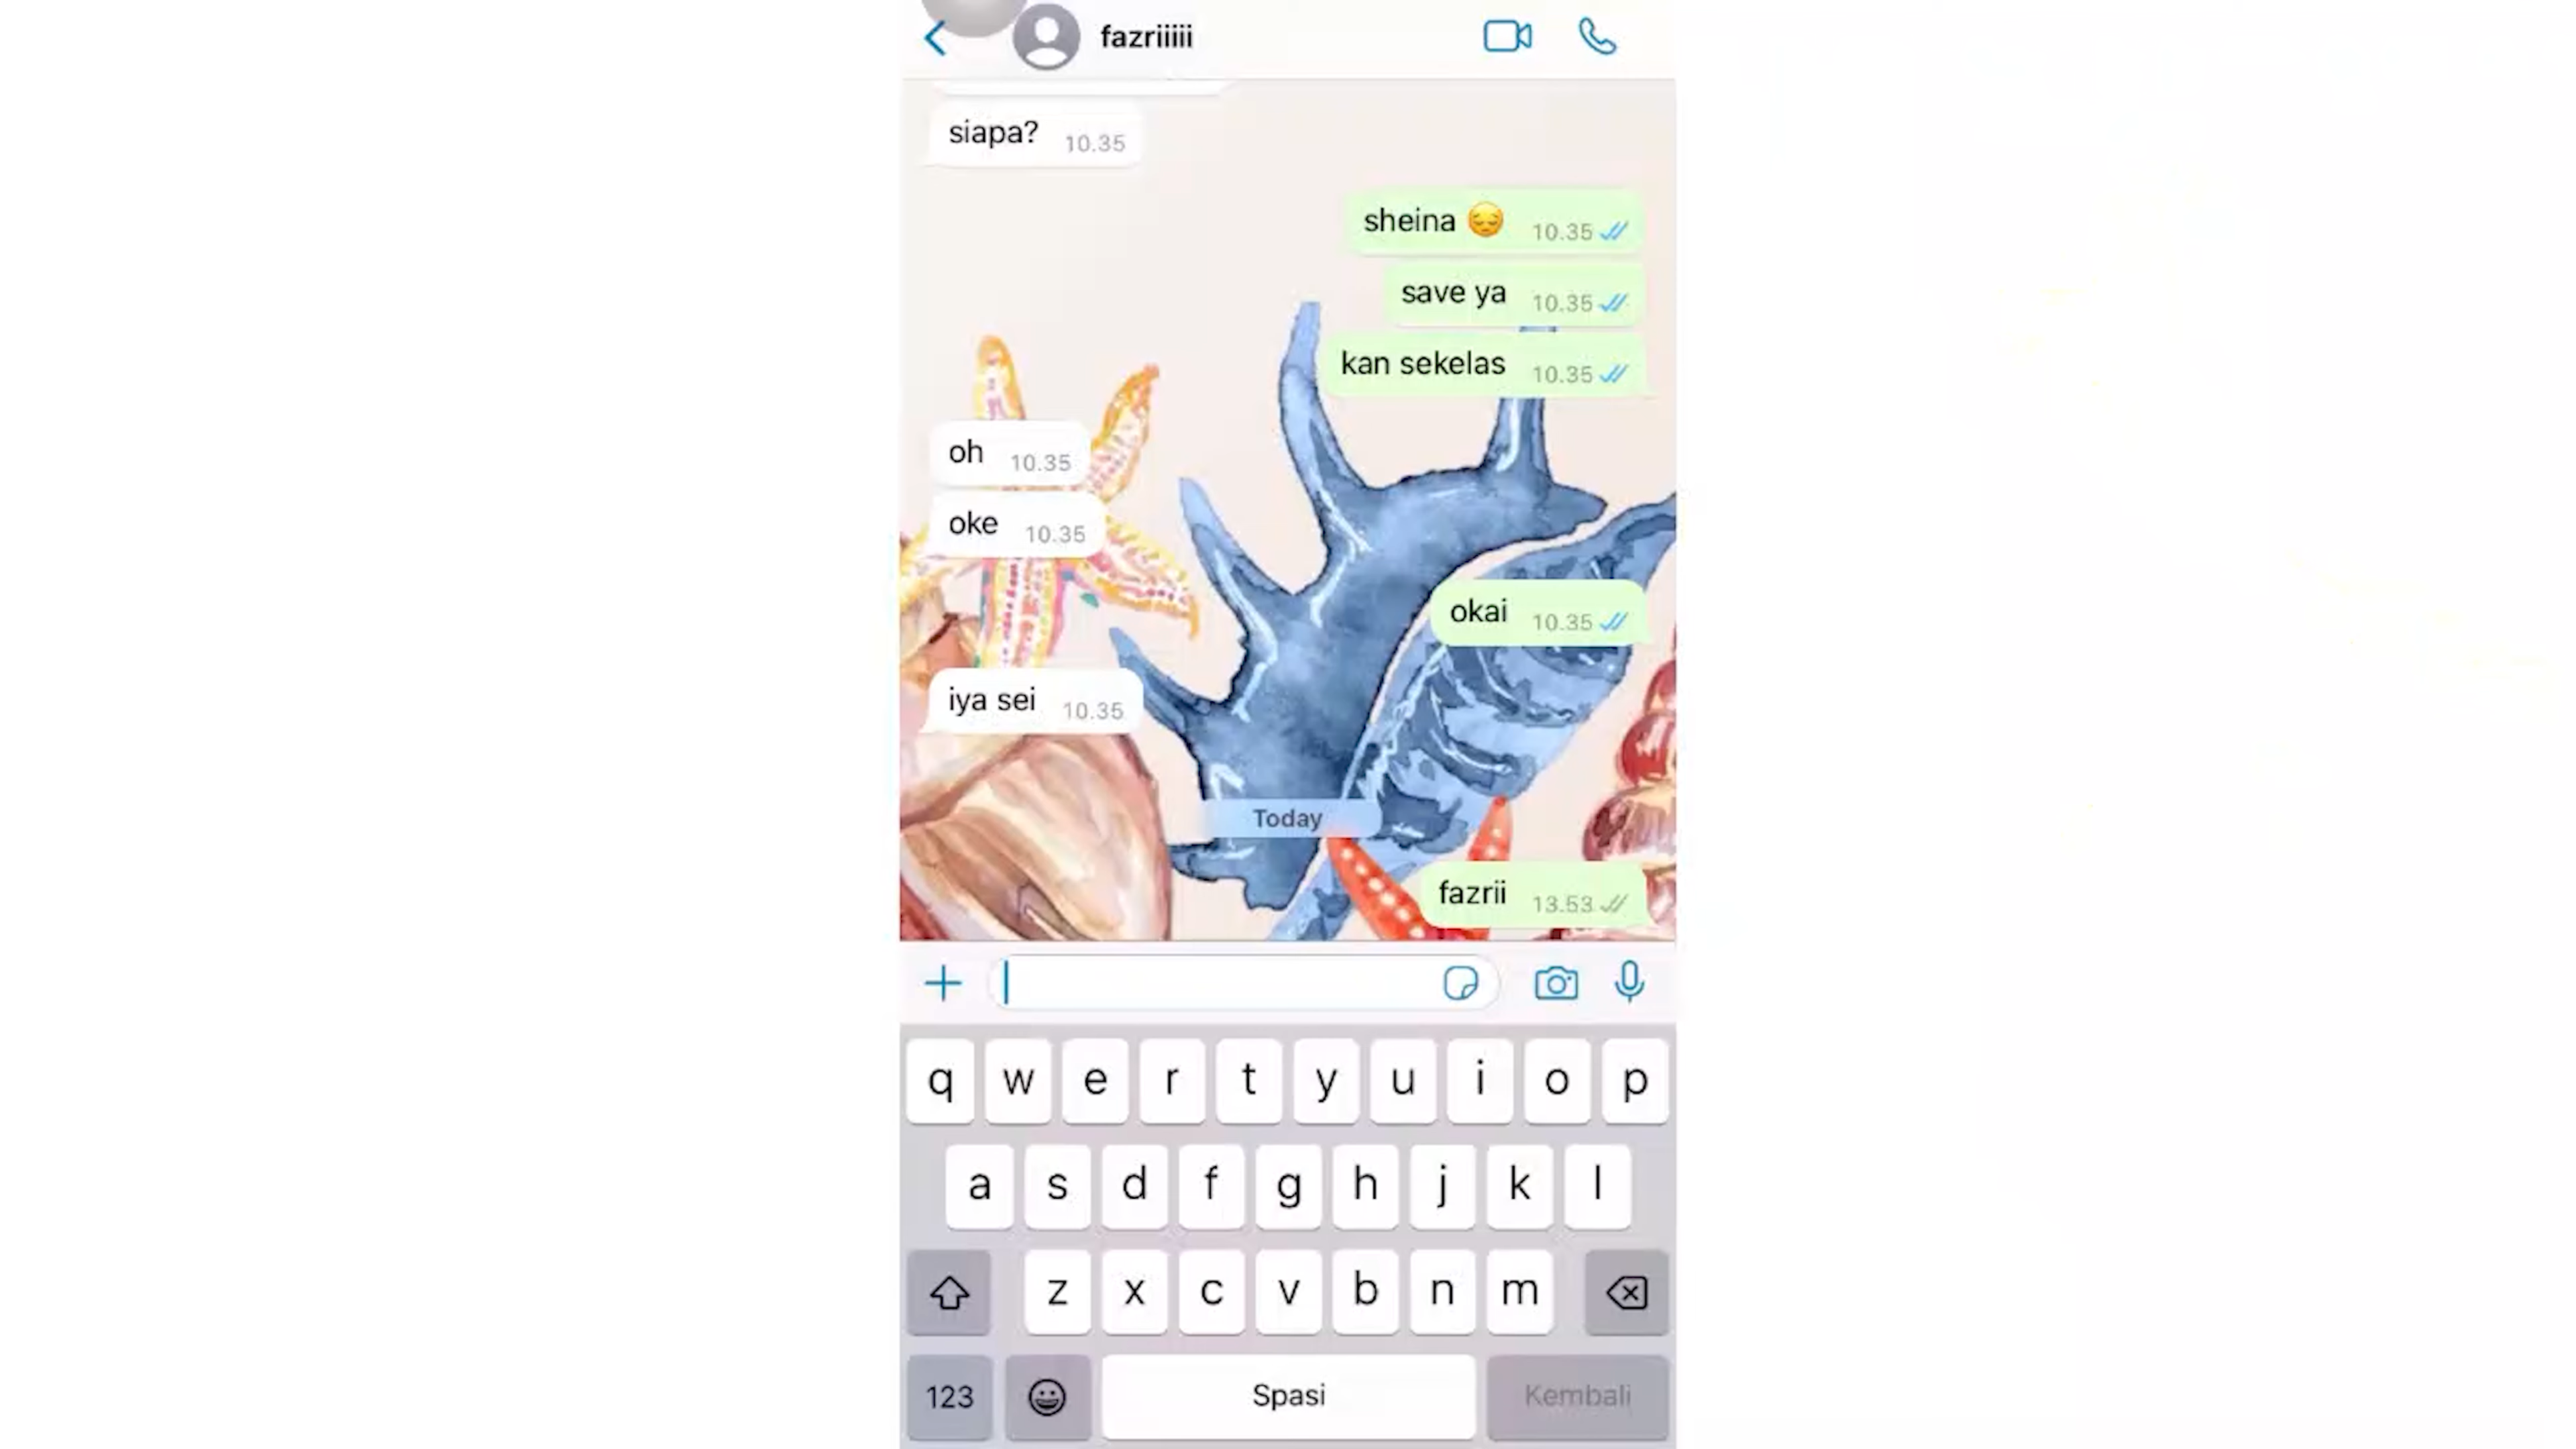 fazriiiii
siapa? 10.35
sheina 😔 10.35
save ya 10.35
kan sekelas 10.35
oh 10.35
oke 10.35
okai 10.35
iya sei 10.35
Today
fazrii 13.53
q w e r t y u i o p
a s d f g h j k l
z x c v b n m
123 Spasi Kembali